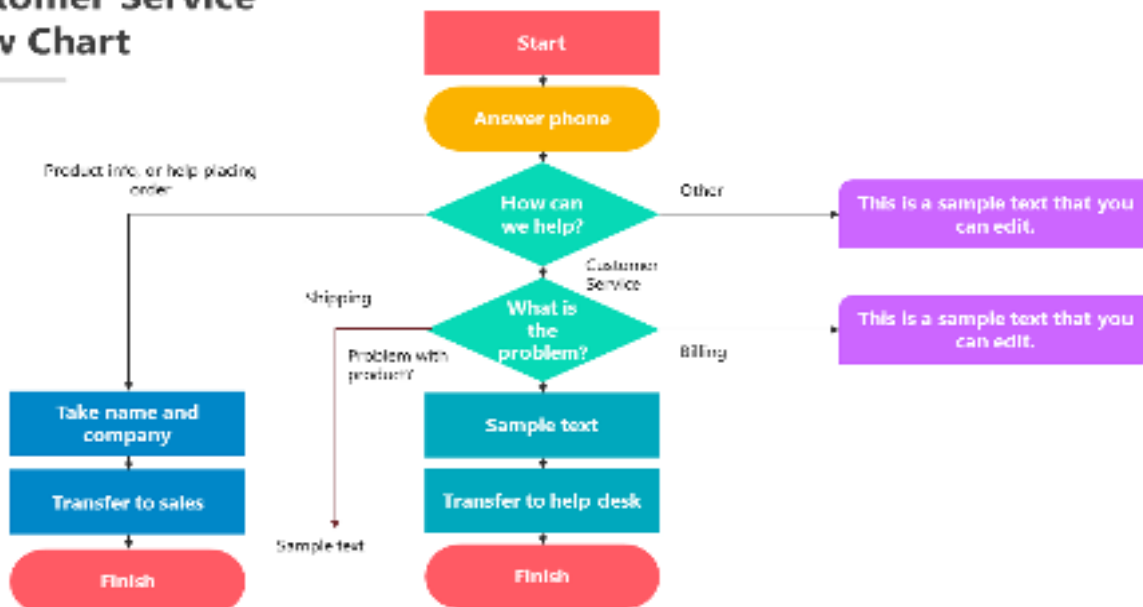 tomer Service
w Chart
Start
Answer phone
Product info, or help placing
order
How can
we help?
Other
This is a sample text that you
can edit.
Customer
Service
Shipping
What is
the
problem?
Problem with
product?
Billing
This is a sample text that you
can edit.
Take name and
company
Sample text
Transfer to sales
Transfer to help desk
Sample text
Finish
Finish